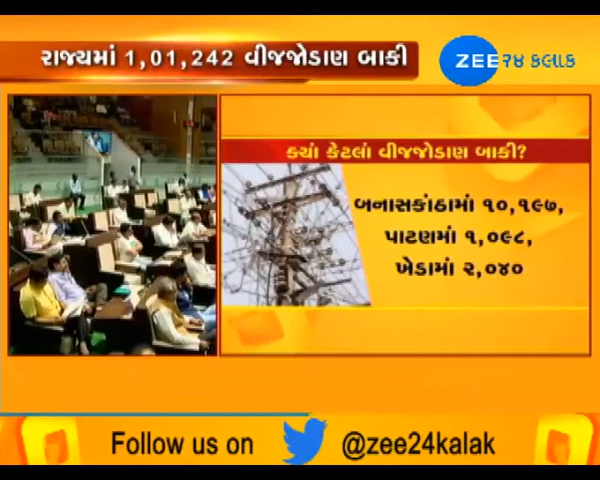 રાજ્યમાં 1,01,242 વીજજોડાણ બાકી
ZEE ૨૪ કલાક
ક્યાં કેટલાં વીજજોડાણ બાકી?
બનાસકાંઠામાં ૧૦,૧૯૭,
પાટણમાં ૧,૦૯૮,
ખેડામાં ૨,૦૪૦
Follow us on @zee24kalak